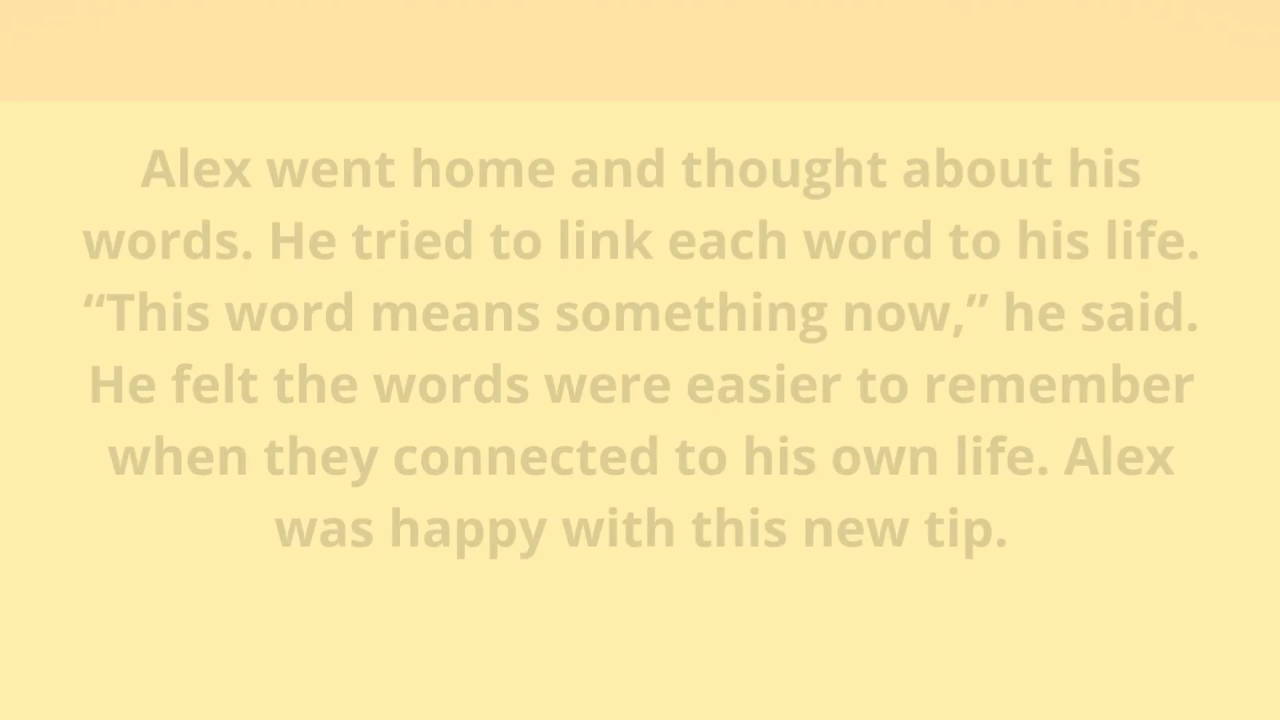 Alex went home and thought about his
words. He tried to link each word to his life.
“This word means something now,” he said.
He felt the words were easier to remember
when they connected to his own life. Alex
was happy with this new tip.